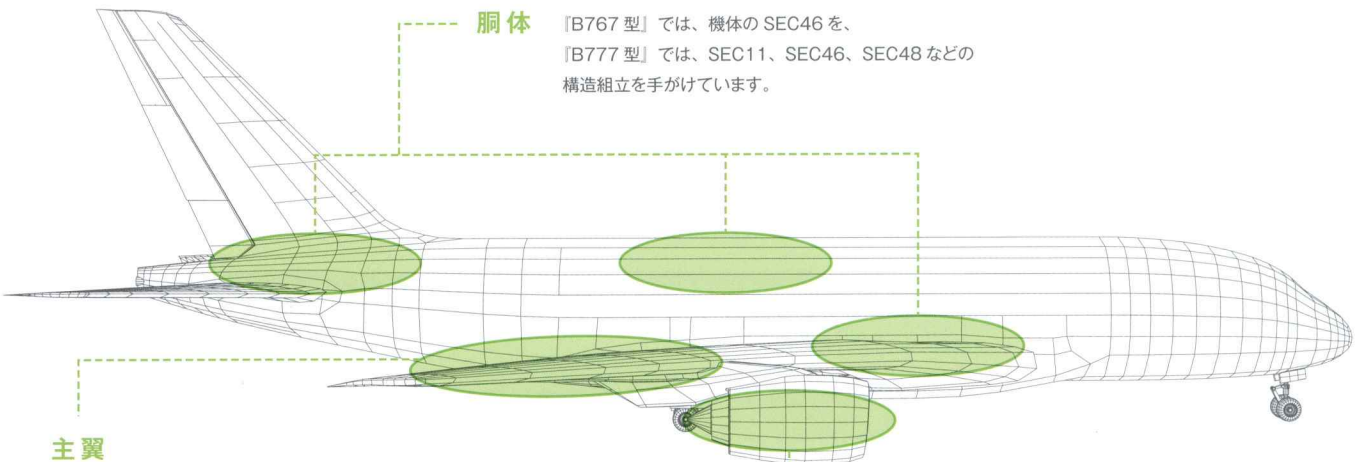 胴体
『B767 型』では、機体の SEC46 を、
『B777 型』では、SEC11、SEC46、SEC48 などの
構造組立を手がけています。
主翼